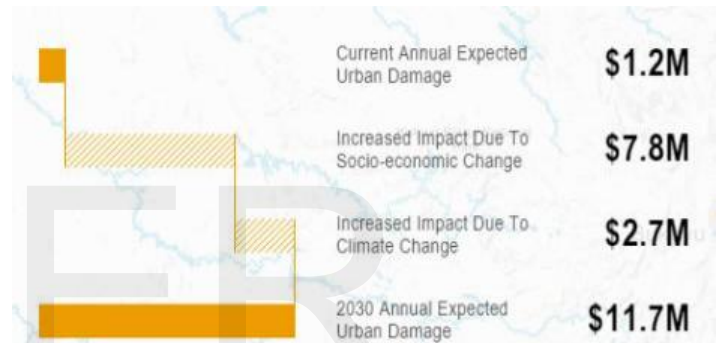 Current Annual Expected
Urban Damage
$1.2M
Increased Impact Due To
Socio-economic Change
$7.8M
Increased Impact Due To
Climate Change
$2.7M
2030 Annual Expected
Urban Damage
$11.7M